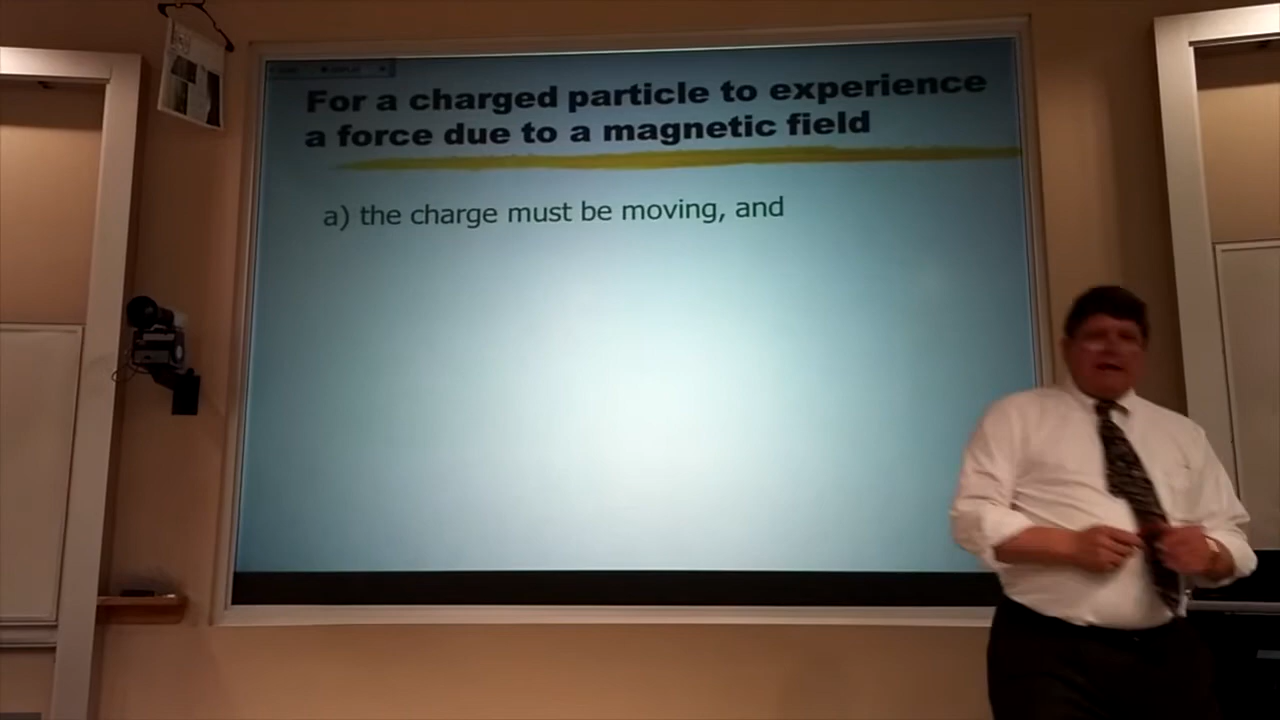 For a charged particle to experience
a force due to a magnetic field
a) the charge must be moving, and